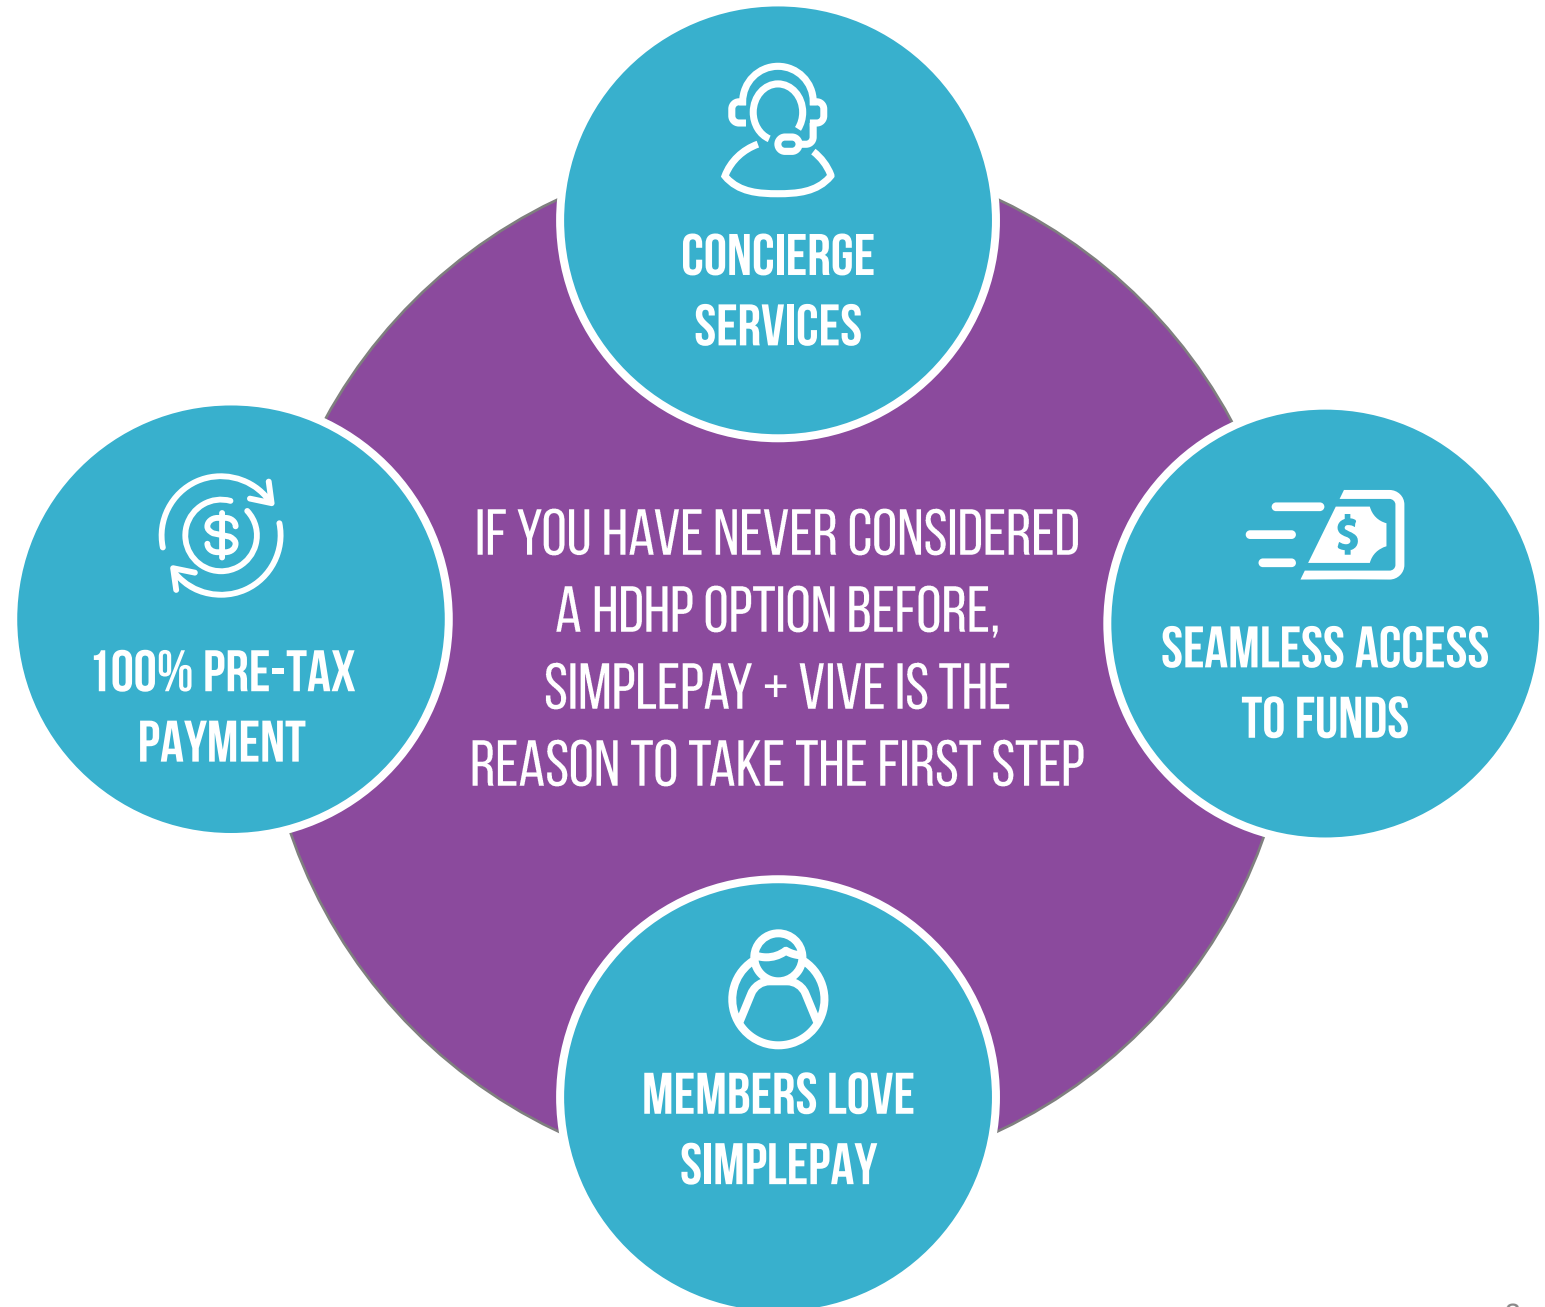 CONCIERGE
SERVICES
100% PRE-TAX
PAYMENT
IF YOU HAVE NEVER CONSIDERED
A HDHP OPTION BEFORE,
SIMPLEPAY + VIVE IS THE
REASON TO TAKE THE FIRST STEP
$
SEAMLESS ACCESS
TO FUNDS
$
MEMBERS LOVE
SIMPLEPAY